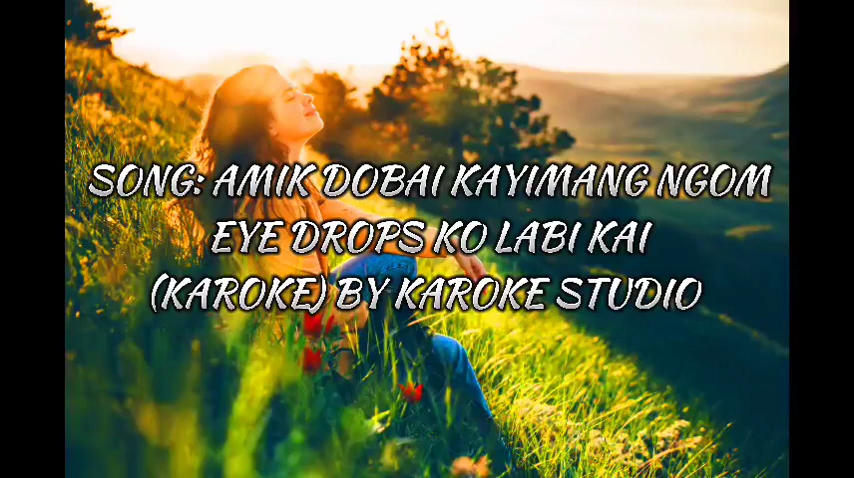 SONG: AMIK DOBAI KAYIMANG NGOM
EYE DROPS KO LABI KAI
(KAROKE) BY KAROKE STUDIO